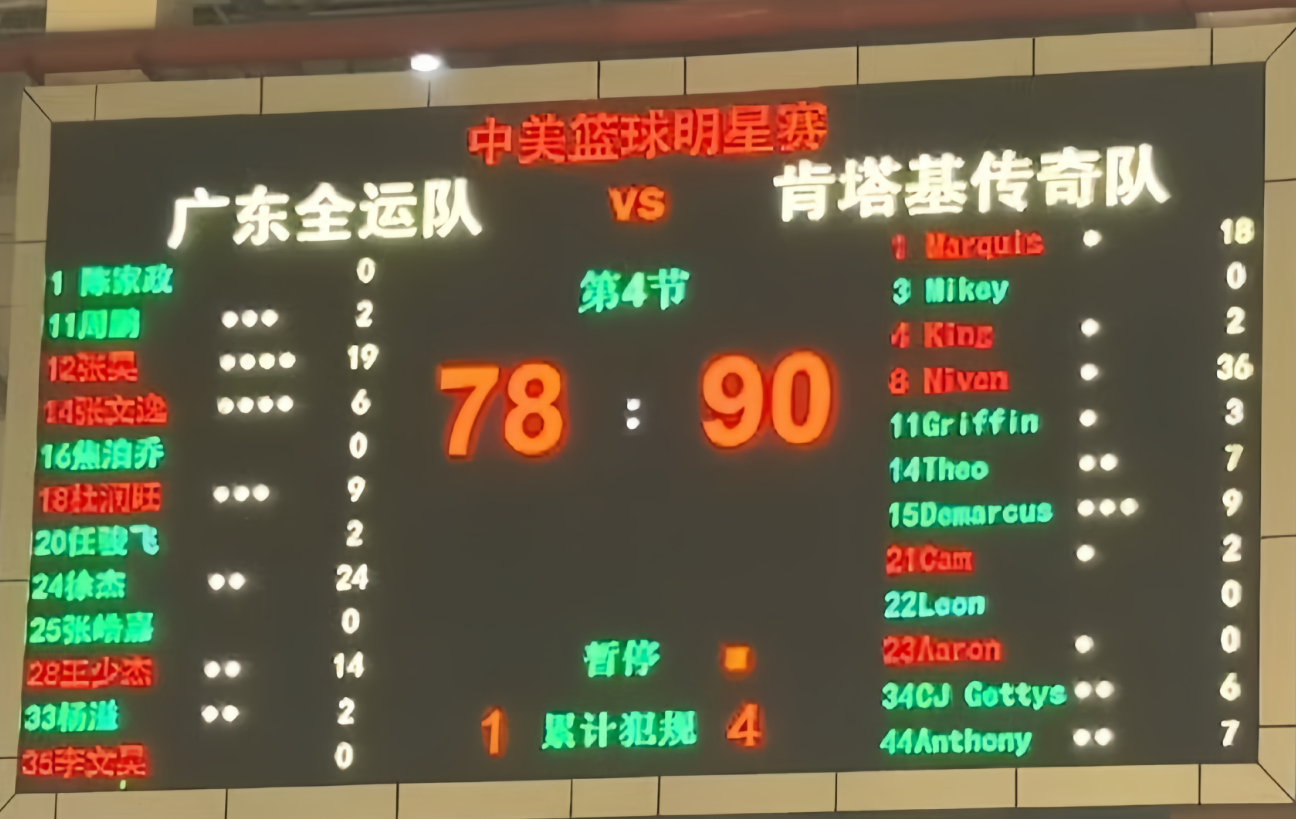 中美篮球明星赛
广东全运队 VS 肯塔基传奇队
第4节
78 : 90
1 陈家政 0
11周鹏 ●●● 2
12张昊 ●●●● 19
14张文逸 ●●●● 6
16焦泊乔 0
18杜润旺 ●●● 9
20任骏飞 2
24徐杰 ●● 24
25张皓嘉 0
28王少杰 ●● 14
33杨溢 ●● 2
35李文昊 0
1 Marquis ● 18
3 Mikey 0
4 King ● 2
8 Niven ● 36
11Griffin ● 3
14Theo ●● 7
15Demarcus ●●● 9
21Cam ● 2
22Leon 0
23Aaron ● 0
34CJ Gettys ●● 6
44Anthony ●● 7
暂停
1 累计犯规 4